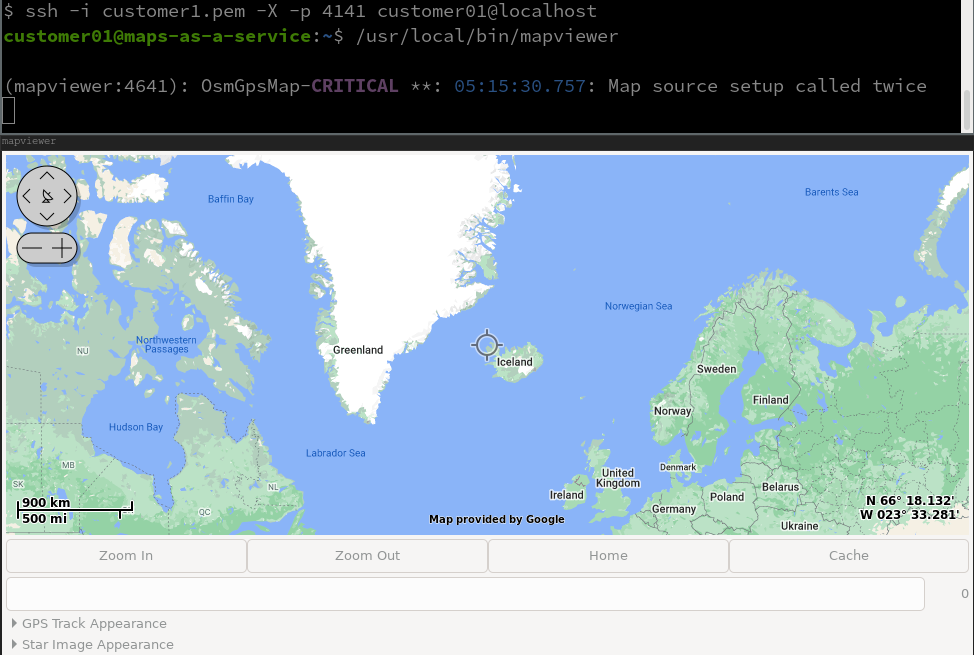 $ ssh -i customer1.pem -X -p 4141 customer01@localhost
customer01@maps-as-a-service:~$ /usr/local/bin/mapviewer
(mapviewer:4641): OsmGpsMap-CRITICAL **: 05:15:30.757: Map source setup called twice
mapviewer
Baffin Bay
Barents Sea
Norwegian Sea
Northwestern
Passages
NU
Greenland
Iceland
Sweden
Finland
Norway
Hudson Bay
Labrador Sea
MB
Denmark
United
Kingdom
SK
NL
Ireland
Poland
Belarus
900 km
500 mi
QC
Germany
N 66° 18.132'
W 023° 33.281'
Map provided by Google
Ukraine
Zoom In
Zoom Out
Home
Cache
0
GPS Track Appearance
Star Image Appearance